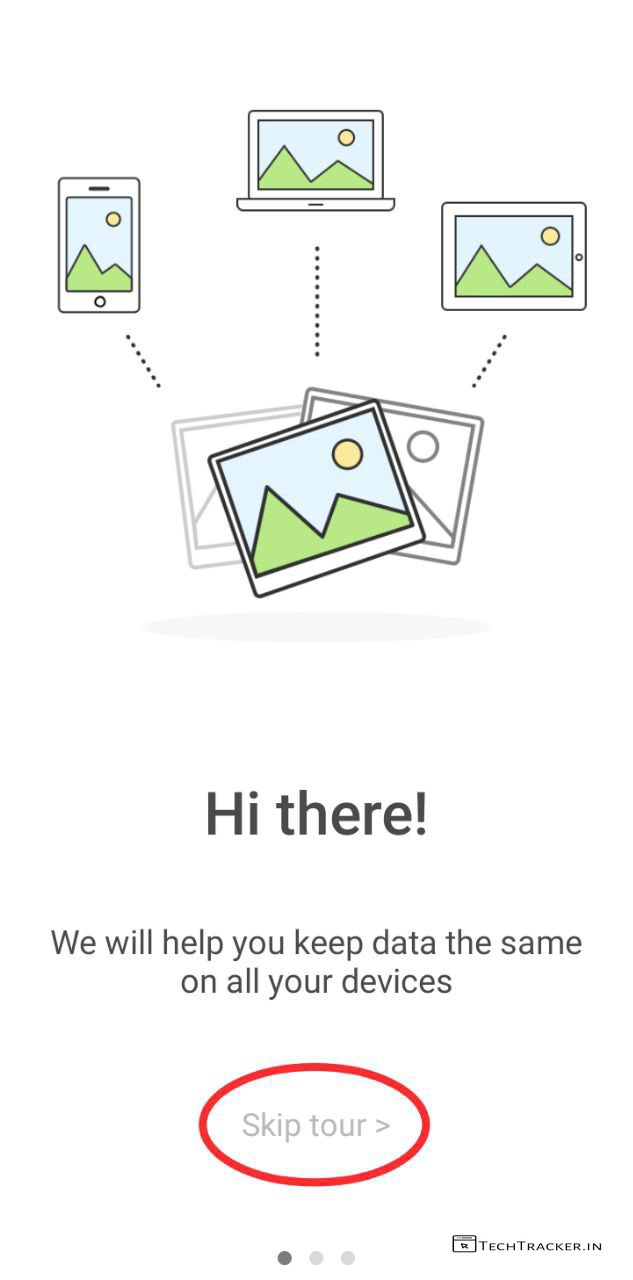 Hi there!
We will help you keep data the same
on all your devices
Skip tour >
TECHTRACKER.IN